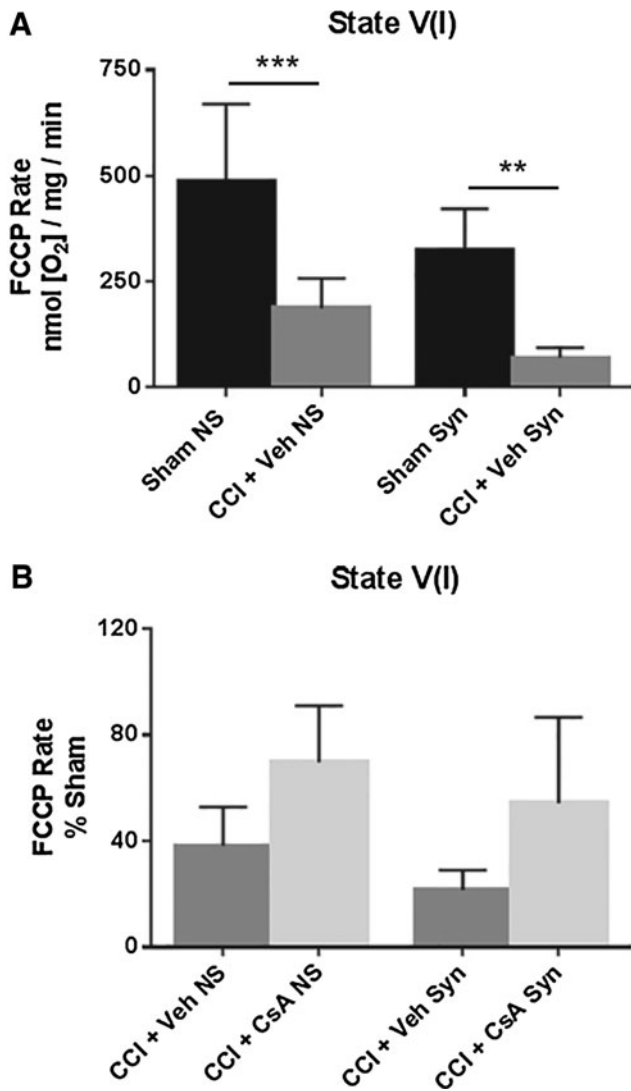 A
State V(I)
FCCP Rate
nmol [O₂] / mg / min
750
500
250
0
***
**
Sham NS
CCI + Veh NS
Sham Syn
CCI + Veh Syn
B
State V(I)
FCCP Rate
% Sham
120
80
40
0
CCI + Veh NS
CCI + CsA NS
CCI + Veh Syn
CCI + CsA Syn